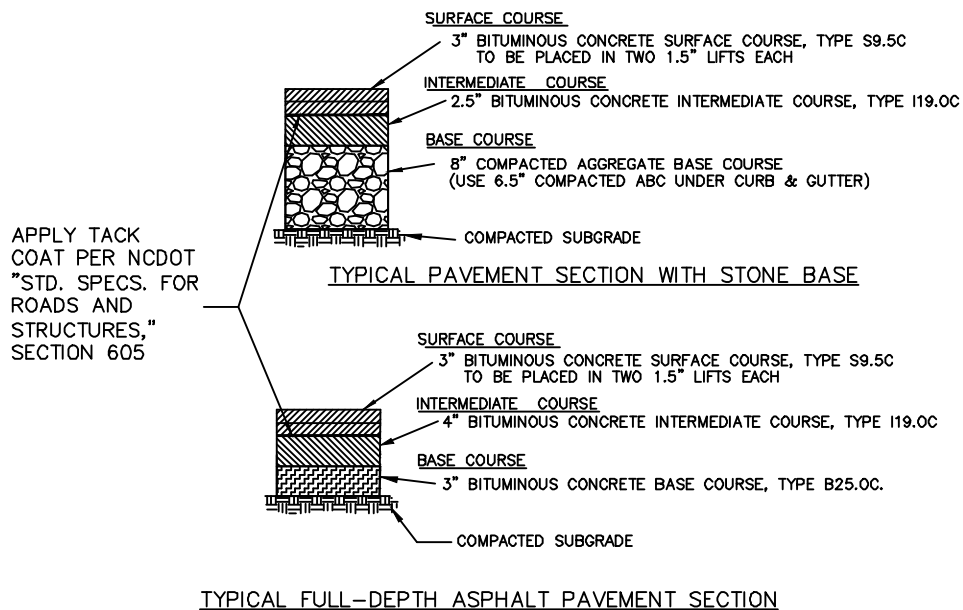 SURFACE COURSE
3" BITUMINOUS CONCRETE SURFACE COURSE, TYPE S9.5C
TO BE PLACED IN TWO 1.5" LIFTS EACH
INTERMEDIATE COURSE
2.5" BITUMINOUS CONCRETE INTERMEDIATE COURSE, TYPE I19.0C
BASE COURSE
8" COMPACTED AGGREGATE BASE COURSE
(USE 6.5" COMPACTED ABC UNDER CURB & GUTTER)
COMPACTED SUBGRADE
TYPICAL PAVEMENT SECTION WITH STONE BASE
APPLY TACK
COAT PER NCDOT
"STD. SPECS. FOR
ROADS AND
STRUCTURES,"
SECTION 605
SURFACE COURSE
3" BITUMINOUS CONCRETE SURFACE COURSE, TYPE S9.5C
TO BE PLACED IN TWO 1.5" LIFTS EACH
INTERMEDIATE COURSE
4" BITUMINOUS CONCRETE INTERMEDIATE COURSE, TYPE I19.0C
BASE COURSE
3" BITUMINOUS CONCRETE BASE COURSE, TYPE B25.0C.
COMPACTED SUBGRADE
TYPICAL FULL-DEPTH ASPHALT PAVEMENT SECTION